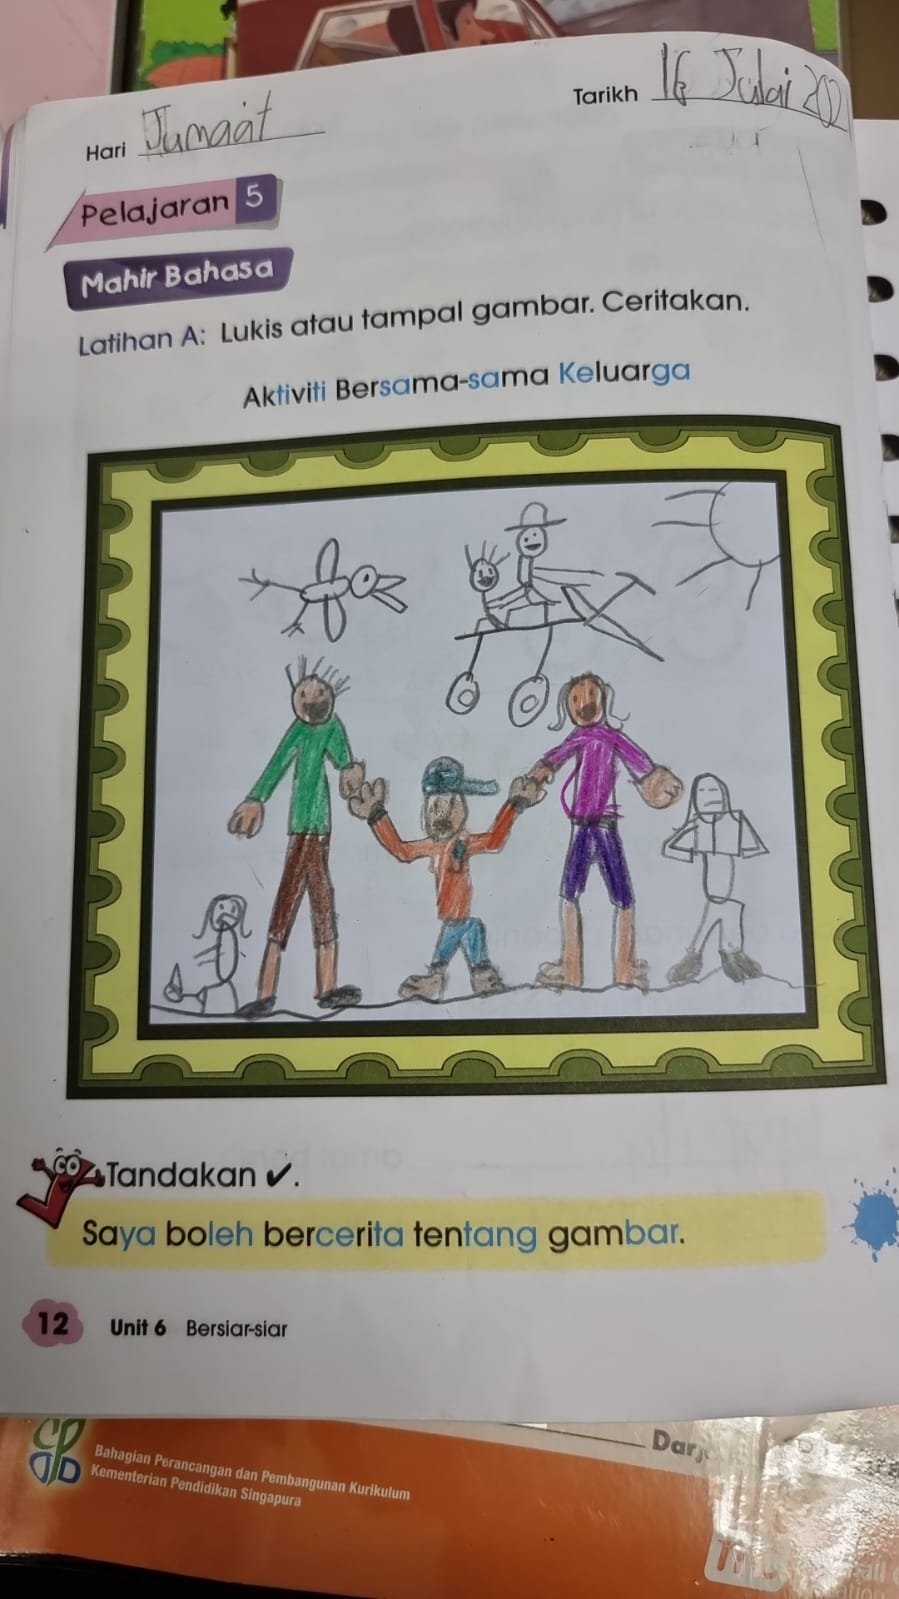 Hari Jumaat
Tarikh 16 Julai 202
Pelajaran 5
Mahir Bahasa
Latihan A: Lukis atau tampal gambar. Ceritakan.
Aktiviti Bersama-sama Keluarga
Tandakan ✓.
Saya boleh bercerita tentang gambar.
12 Unit 6 Bersiar-siar
CPDD
Bahagian Perancangan dan Pembangunan Kurikulum
Kementerian Pendidikan Singapura